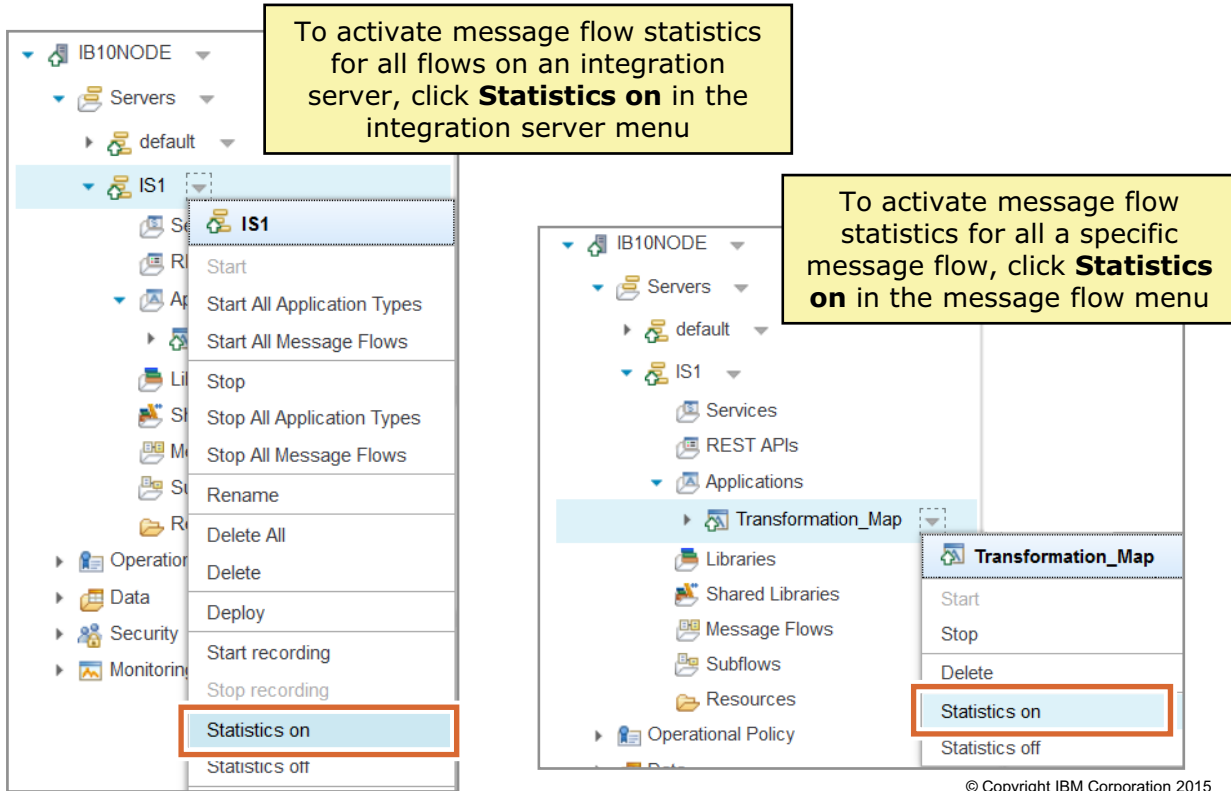 To activate message flow statistics
for all flows on an integration
server, click Statistics on in the
integration server menu
IB10NODE
Servers
default
IS1
IS1
Start
Start All Application Types
Start All Message Flows
Stop
Stop All Application Types
Stop All Message Flows
Rename
Delete All
Delete
Deploy
Start recording
Stop recording
Statistics on
Statistics off
Data
Security
To activate message flow
statistics for all a specific
message flow, click Statistics
on in the message flow menu
IB10NODE
Servers
default
IS1
Services
REST APIs
Applications
Transformation_Map
Libraries
Shared Libraries
Message Flows
Subflows
Resources
Operational Policy
Transformation_Map
Start
Stop
Delete
Statistics on
Statistics off
© Copyright IBM Corporation 2015